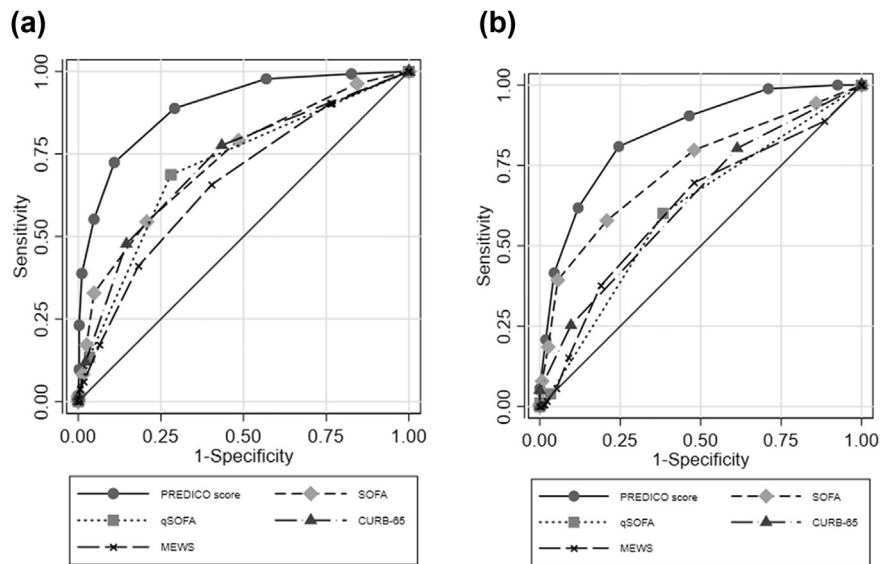 (a)
(b)
Sensitivity
1.00
0.75
0.50
0.25
0.00
0.00 0.25 0.50 0.75 1.00
1-Specificity
PREDICO score SOFA
qSOFA CURB-65
MEWS
Sensitivity
1.00
0.75
0.50
0.25
0.00
0.00 0.25 0.50 0.75 1.00
1-Specificity
PREDICO score SOFA
qSOFA CURB-65
MEWS